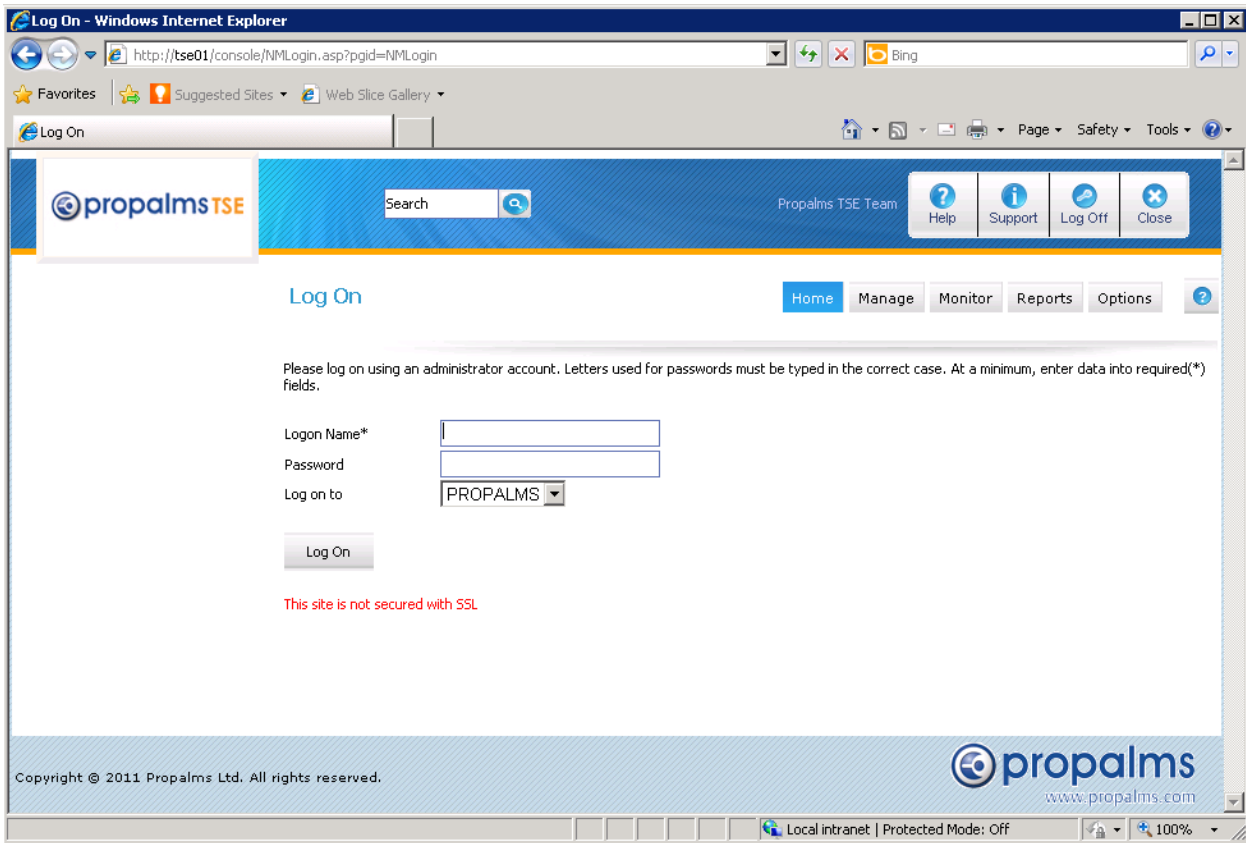 Log On - Windows Internet Explorer
http://tse01/console/NMLogin.asp?pgid=NMLogin
Bing
Favorites
Suggested Sites
Web Slice Gallery
Log On
Page
Safety
Tools
propalms TSE
Search
Propalms TSE Team
Help
Support
Log Off
Close
Log On
Home
Manage
Monitor
Reports
Options
Please log on using an administrator account. Letters used for passwords must be typed in the correct case. At a minimum, enter data into required(*)
fields.
Logon Name*
Password
Log on to
PROPALMS
Log On
This site is not secured with SSL
Copyright © 2011 Propalms Ltd. All rights reserved.
propalms
www.propalms.com
Local intranet | Protected Mode: Off
100%